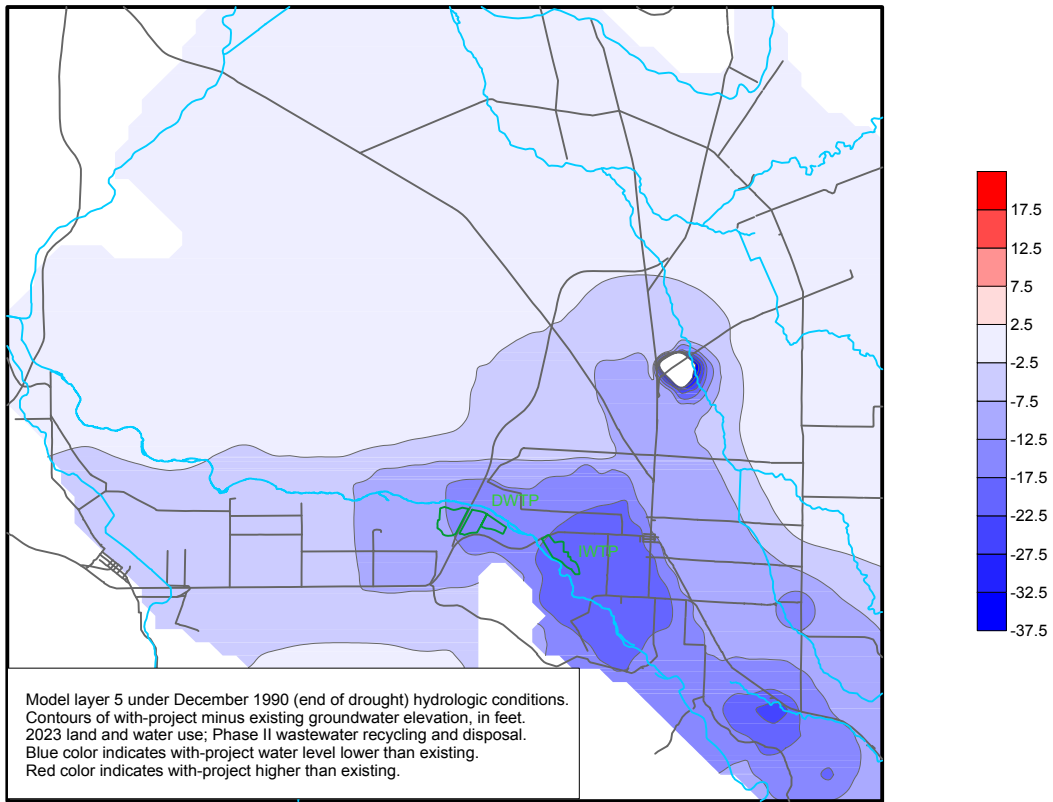 17.5
12.5
7.5
2.5
-2.5
-7.5
-12.5
-17.5
-22.5
-27.5
-32.5
-37.5
DWTP
IWTP
Model layer 5 under December 1990 (end of drought) hydrologic conditions.
Contours of with-project minus existing groundwater elevation, in feet.
2023 land and water use; Phase II wastewater recycling and disposal.
Blue color indicates with-project water level lower than existing.
Red color indicates with-project higher than existing.